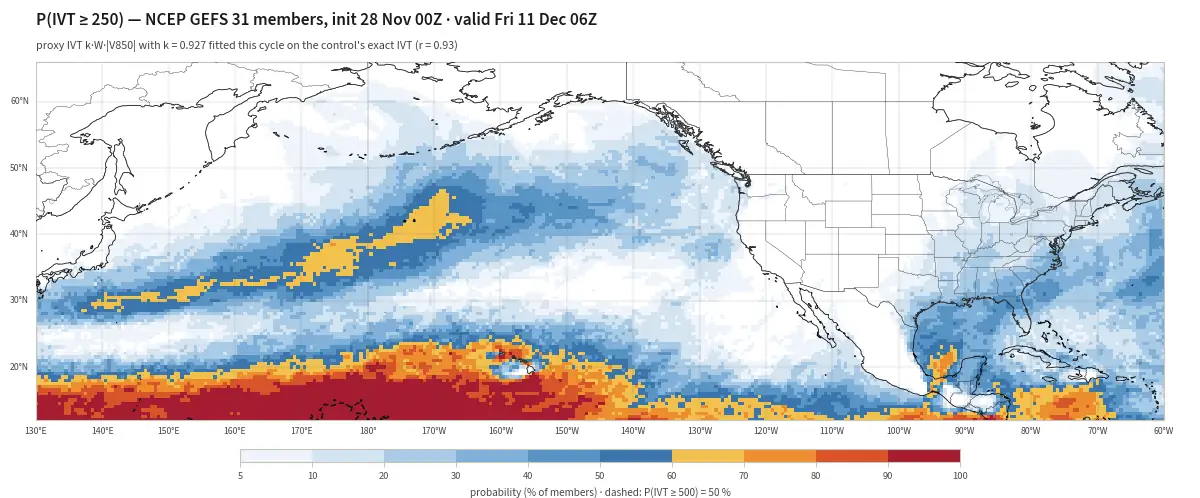 P(IVT ≥ 250) — NCEP GEFS 31 members, init 28 Nov 00Z · valid Fri 11 Dec 06Z
proxy IVT k·W·|V850| with k = 0.927 fitted this cycle on the control's exact IVT (r = 0.93)
60°N
50°N
40°N
30°N
20°N
130°E 140°E 150°E 160°E 170°E 180° 170°W 160°W 150°W 140°W 130°W 120°W 110°W 100°W 90°W 80°W 70°W 60°W
5 10 20 30 40 50 60 70 80 90 100
probability (% of members) · dashed: P(IVT ≥ 500) = 50 %